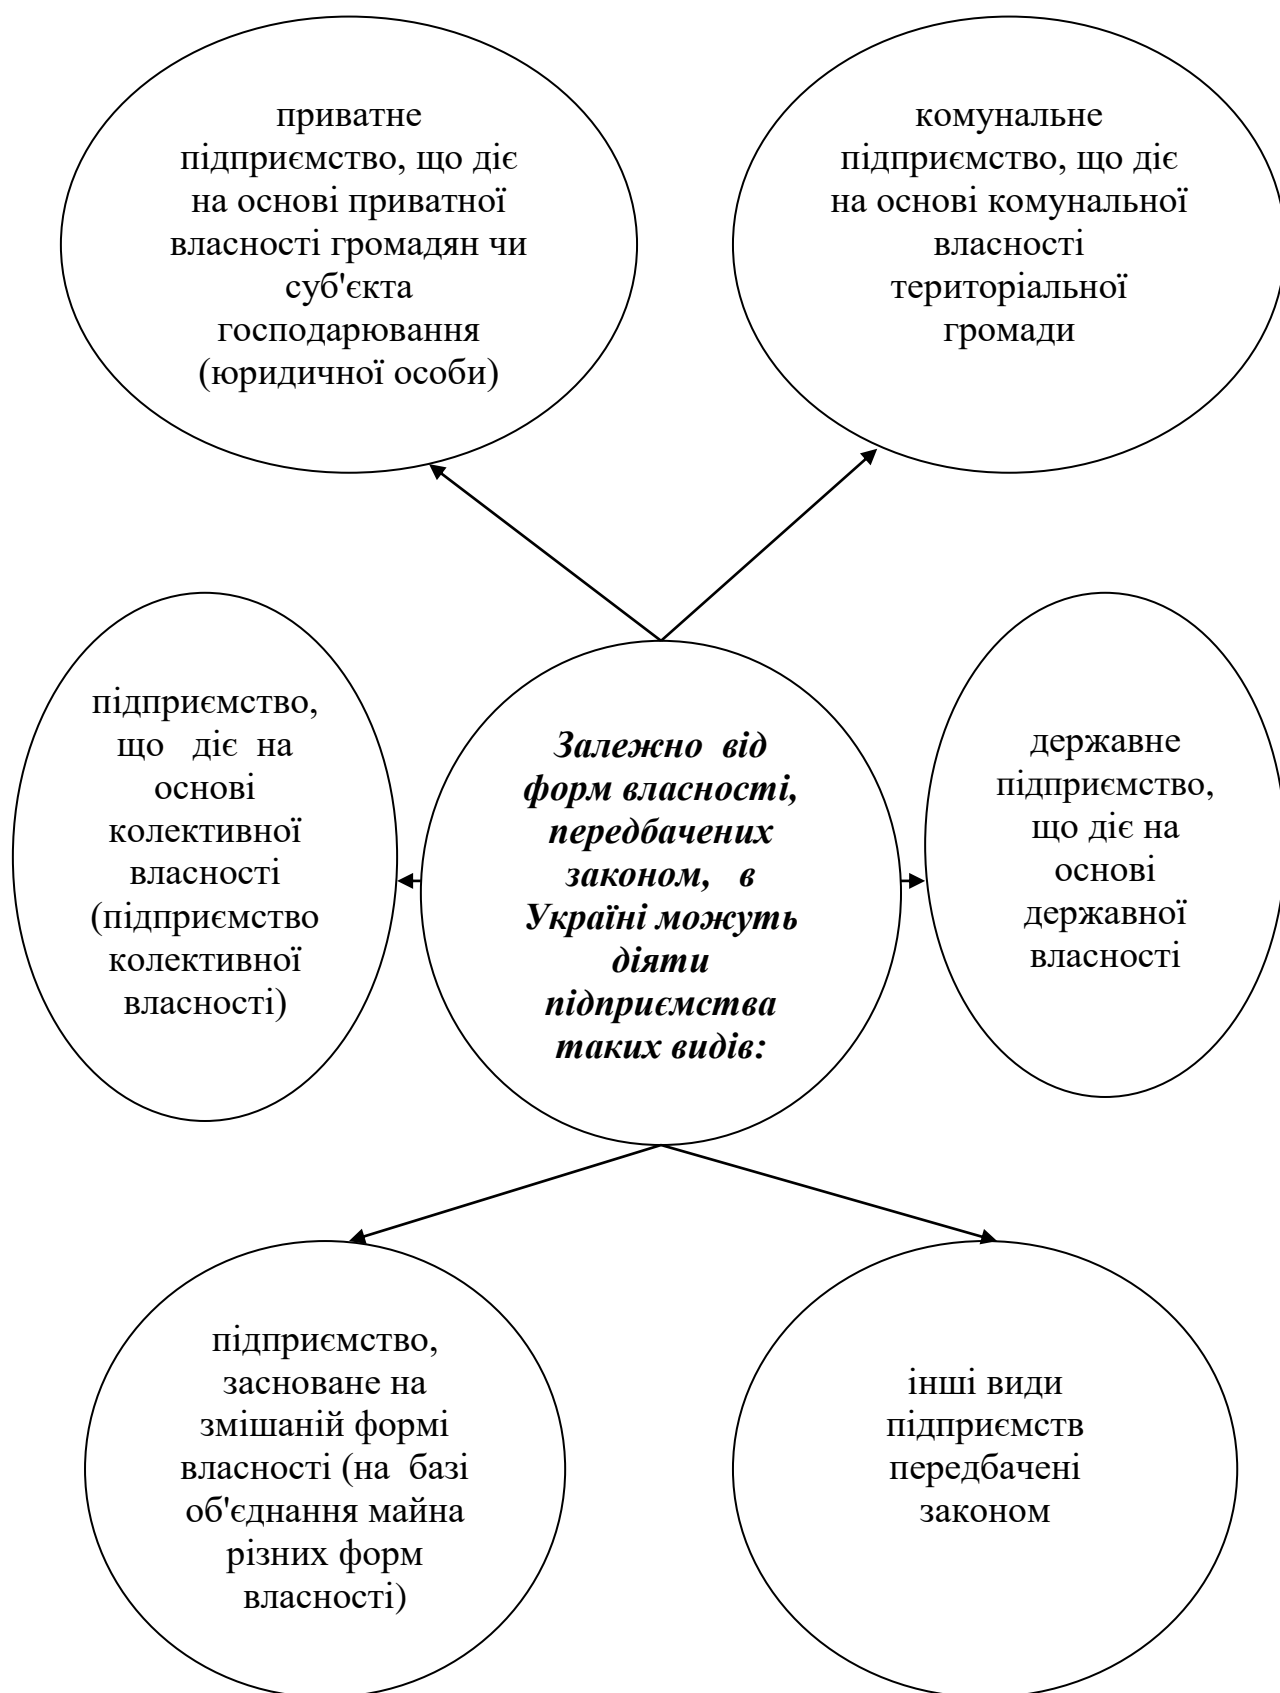 приватне
підприємство, що діє
на основі приватної
власності громадян чи
суб'єкта
господарювання
(юридичної особи)
комунальне
підприємство, що діє
на основі комунальної
власності
територіальної
громади
підприємство,
що діє на
основі
колективної
власності
(підприємство
колективної
власності)
Залежно від
форм власності,
передбачених
законом, в
Україні можуть
діяти
підприємства
таких видів:
державне
підприємство,
що діє на
основі
державної
власності
підприємство,
засноване на
змішаній формі
власності (на базі
об'єднання майна
різних форм
власності)
інші види
підприємств
передбачені
законом